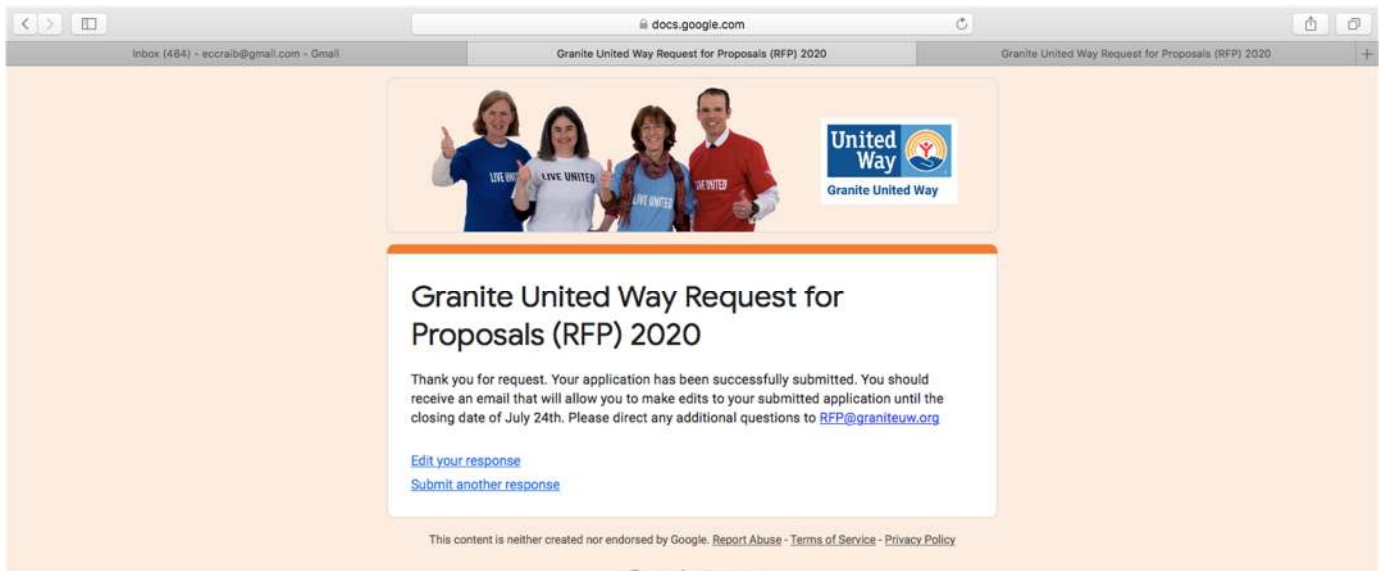 docs.google.com
Inbox (484) - eccraib@gmail.com - Gmail
Granite United Way Request for Proposals (RFP) 2020
Granite United Way Request for Proposals (RFP) 2020
LIVE UNITED
LIVE UNITED
LIVE UNITED
United
Way
Granite United Way
Granite United Way Request for
Proposals (RFP) 2020
Thank you for request. Your application has been successfully submitted. You should
receive an email that will allow you to make edits to your submitted application until the
closing date of July 24th. Please direct any additional questions to RFP@graniteuw.org
Edit your response
Submit another response
This content is neither created nor endorsed by Google. Report Abuse - Terms of Service - Privacy Policy